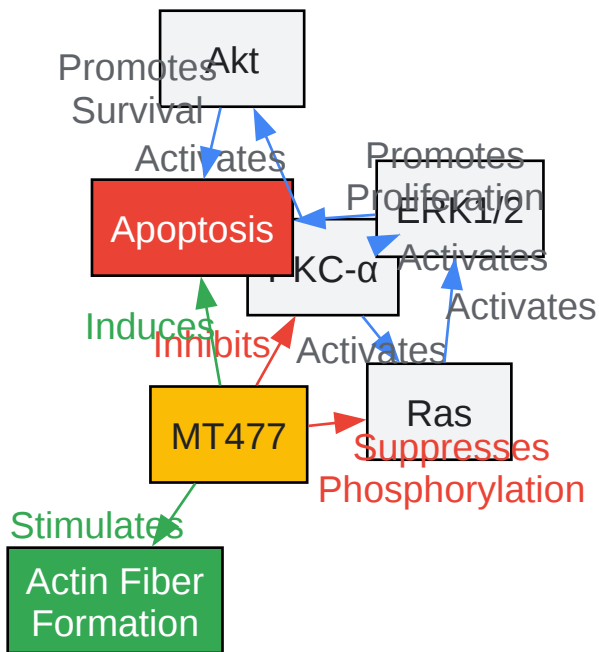 Akt
Promotes
Survival
Activates
Promotes
Proliferation
ERK1/2
Apoptosis
PKC-α
Activates
Activates
Induces
Inhibits
Activates
Ras
MT477
Suppresses
Phosphorylation
Stimulates
Actin Fiber
Formation